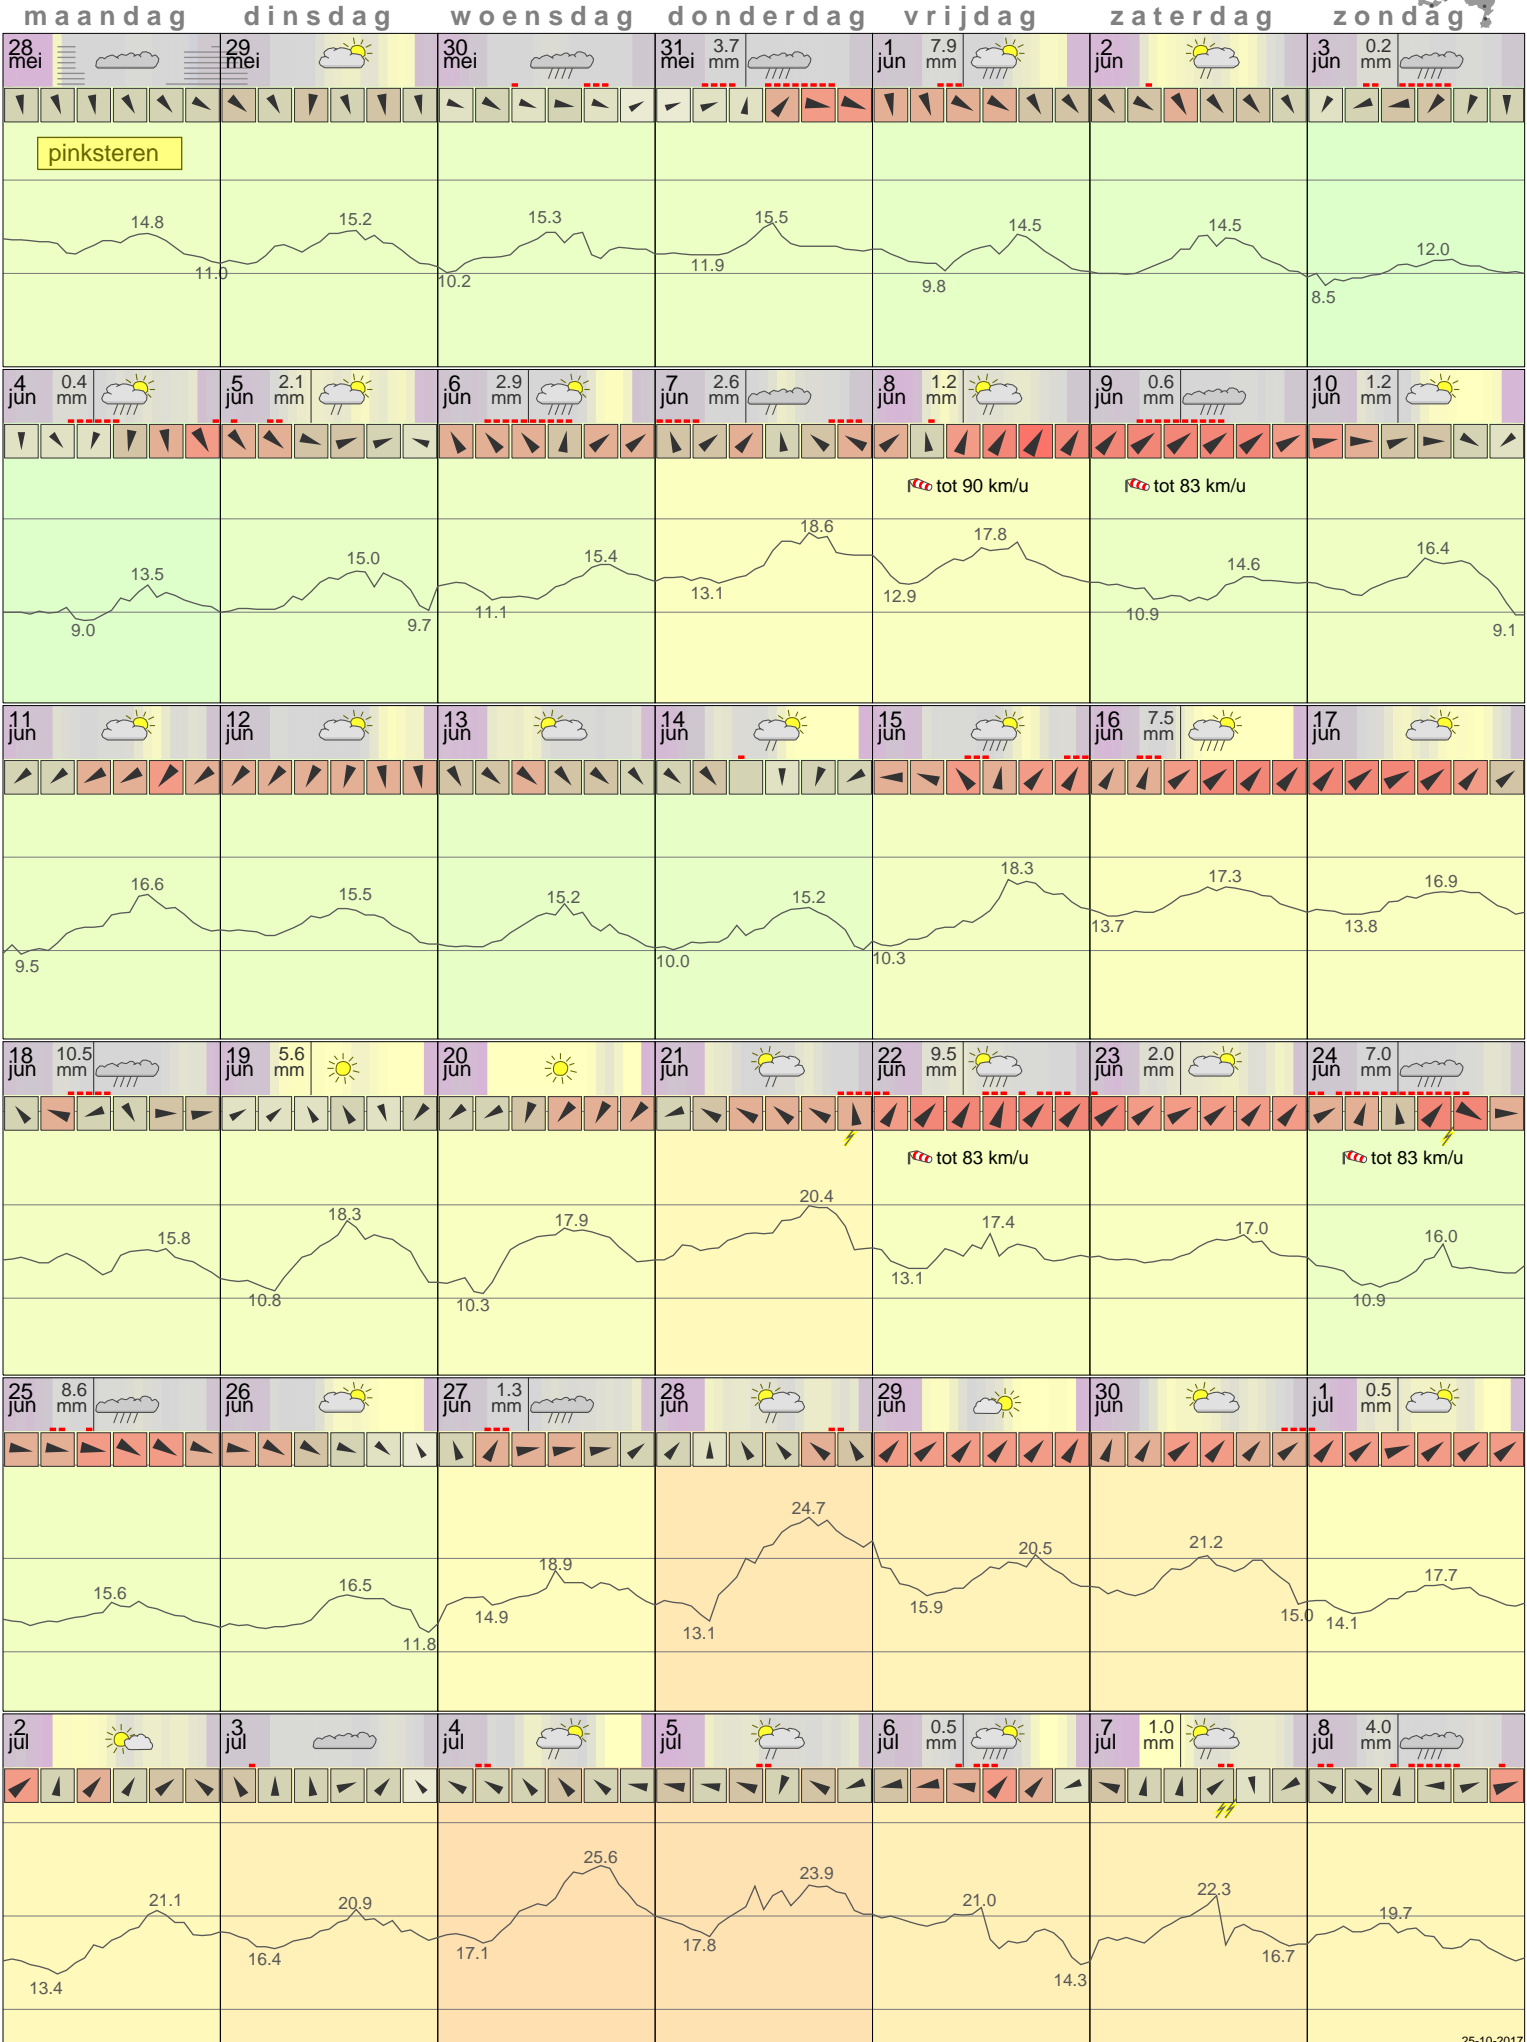 maandag dinsdag woensdag donderdag vrijdag zaterdag zondag
28 29 30 31 3.7 1 7.9 2 3 0.2
mei mei mei mei mm jun mm jun jun mm
pinksteren
14.8 15.2 15.3 15.5 14.5 14.5 12.0
11.0 10.2 11.9 9.8 8.5
4 0.4 5 2.1 6 2.9 7 2.6 8 1.2 9 0.6 10 1.2
jun mm jun mm jun mm jun mm jun mm jun mm jun mm
tot 90 km/u tot 83 km/u
13.5 15.0 15.4 18.6 17.8 14.6 16.4
9.0 9.7 11.1 13.1 12.9 10.9 9.1
11 12 13 14 15 16 7.5 17
jun jun jun jun jun jun mm jun
16.6 15.5 15.2 15.2 18.3 17.3 16.9
9.5 10.0 10.3 13.7 13.8
18 10.5 19 5.6 20 21 22 9.5 23 2.0 24 7.0
jun mm jun mm jun jun jun mm jun mm jun mm
tot 83 km/u tot 83 km/u
15.8 18.3 17.9 20.4 17.4 17.0 16.0
10.8 10.3 13.1 10.9
25 8.6 26 27 1.3 28 29 30 1 0.5
jun mm jun jun mm jun jun jun jul mm
15.6 16.5 18.9 24.7 20.5 21.2 17.7
11.8 14.9 13.1 15.9 15.0 14.1
2 3 4 5 6 0.5 7 1.0 8 4.0
jul jul jul jul jul mm jul mm jul mm
21.1 20.9 25.6 23.9 21.0 22.3 19.7
13.4 16.4 17.1 17.8 14.3 16.7
25-10-2017